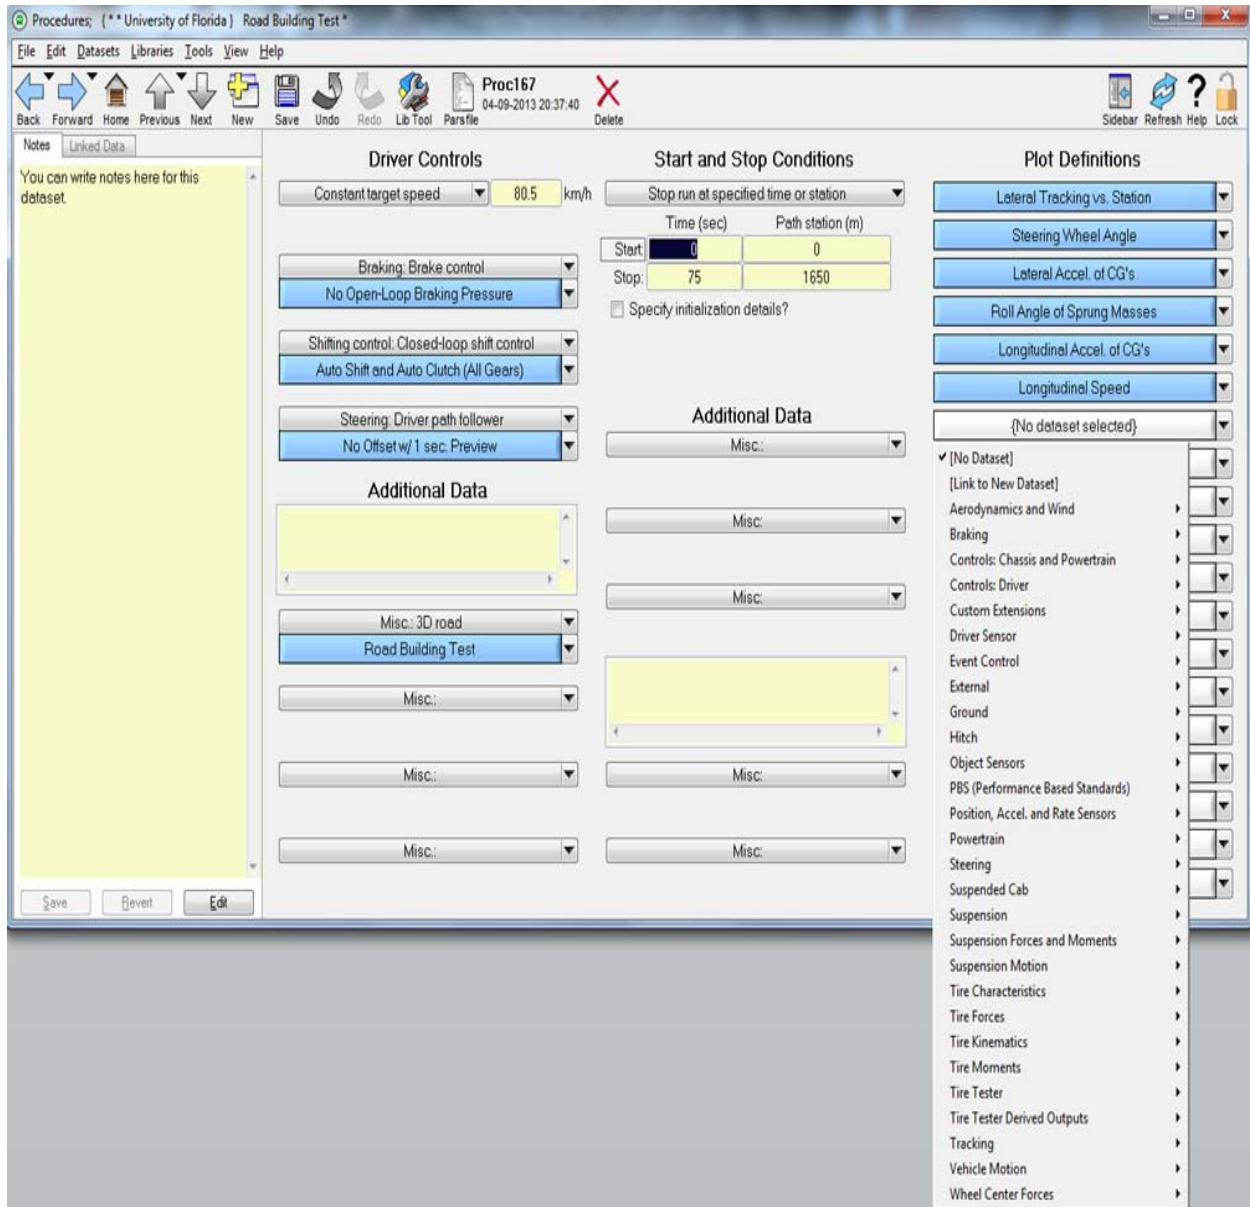 Procedures; { * * University of Florida } Road Building Test *
File Edit Datasets Libraries Tools View Help
Back Forward Home Previous Next New Save Undo Redo Lib Tool Parsfile
Proc167
04-09-2013 20:37:40
Delete
Sidebar Refresh Help Lock
Notes Linked Data
You can write notes here for this
dataset.
Save Revert Edit
Driver Controls
Constant target speed 80.5 km/h
Braking: Brake control
No Open-Loop Braking Pressure
Shifting control: Closed-loop shift control
Auto Shift and Auto Clutch (All Gears)
Steering: Driver path follower
No Offset w/ 1 sec. Preview
Additional Data
Misc.: 3D road
Road Building Test
Misc.:
Misc.:
Misc.:
Start and Stop Conditions
Stop run at specified time or station
Time (sec) Path station (m)
Start: 0 0
Stop: 75 1650
Specify initialization details?
Additional Data
Misc.:
Misc:
Misc:
Misc:
Misc:
Plot Definitions
Lateral Tracking vs. Station
Steering Wheel Angle
Lateral Accel. of CG's
Roll Angle of Sprung Masses
Longitudinal Accel. of CG's
Longitudinal Speed
{No dataset selected}
[No Dataset]
[Link to New Dataset]
Aerodynamics and Wind
Braking
Controls: Chassis and Powertrain
Controls: Driver
Custom Extensions
Driver Sensor
Event Control
External
Ground
Hitch
Object Sensors
PBS (Performance Based Standards)
Position, Accel. and Rate Sensors
Powertrain
Steering
Suspended Cab
Suspension
Suspension Forces and Moments
Suspension Motion
Tire Characteristics
Tire Forces
Tire Kinematics
Tire Moments
Tire Tester
Tire Tester Derived Outputs
Tracking
Vehicle Motion
Wheel Center Forces